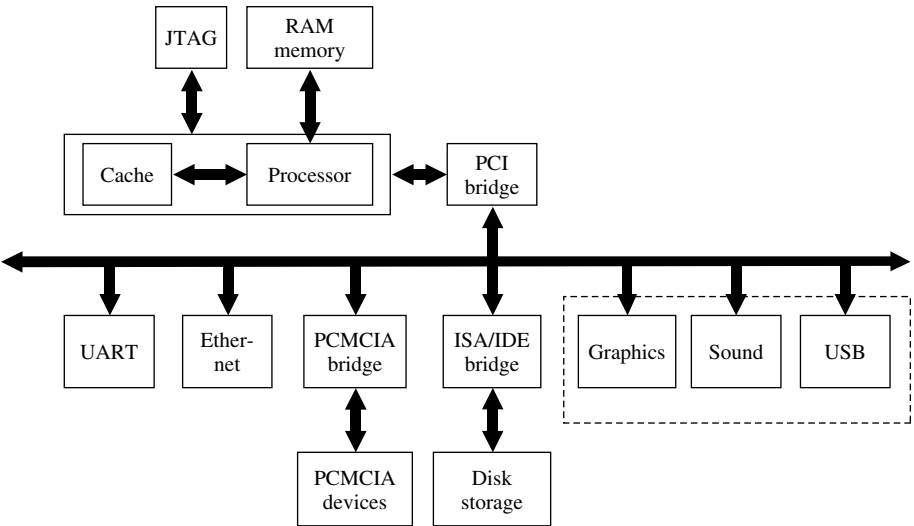 JTAG
RAM
memory
Cache
Processor
PCI
bridge
UART
Ether-
net
PCMCIA
bridge
ISA/IDE
bridge
Graphics
Sound
USB
PCMCIA
devices
Disk
storage